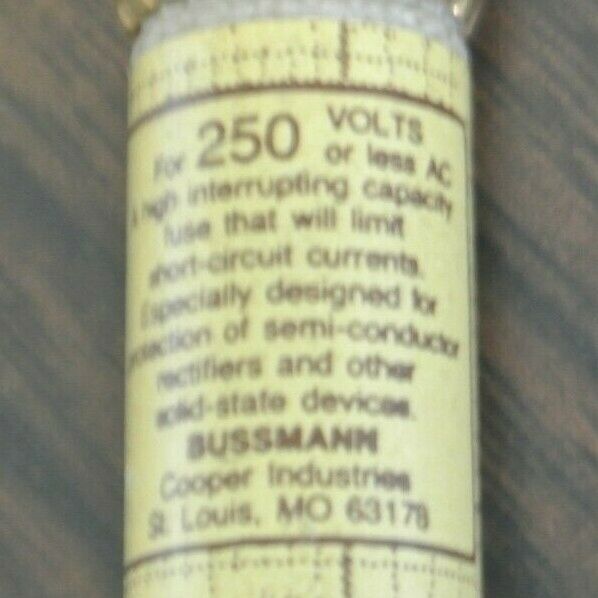 For 250 VOLTS
or less AC
A high interrupting capacity
fuse that will limit
short-circuit currents.
Especially designed for
protection of semi-conductor
rectifiers and other
solid-state devices.
BUSSMANN
Cooper Industries
St. Louis, MO 63178